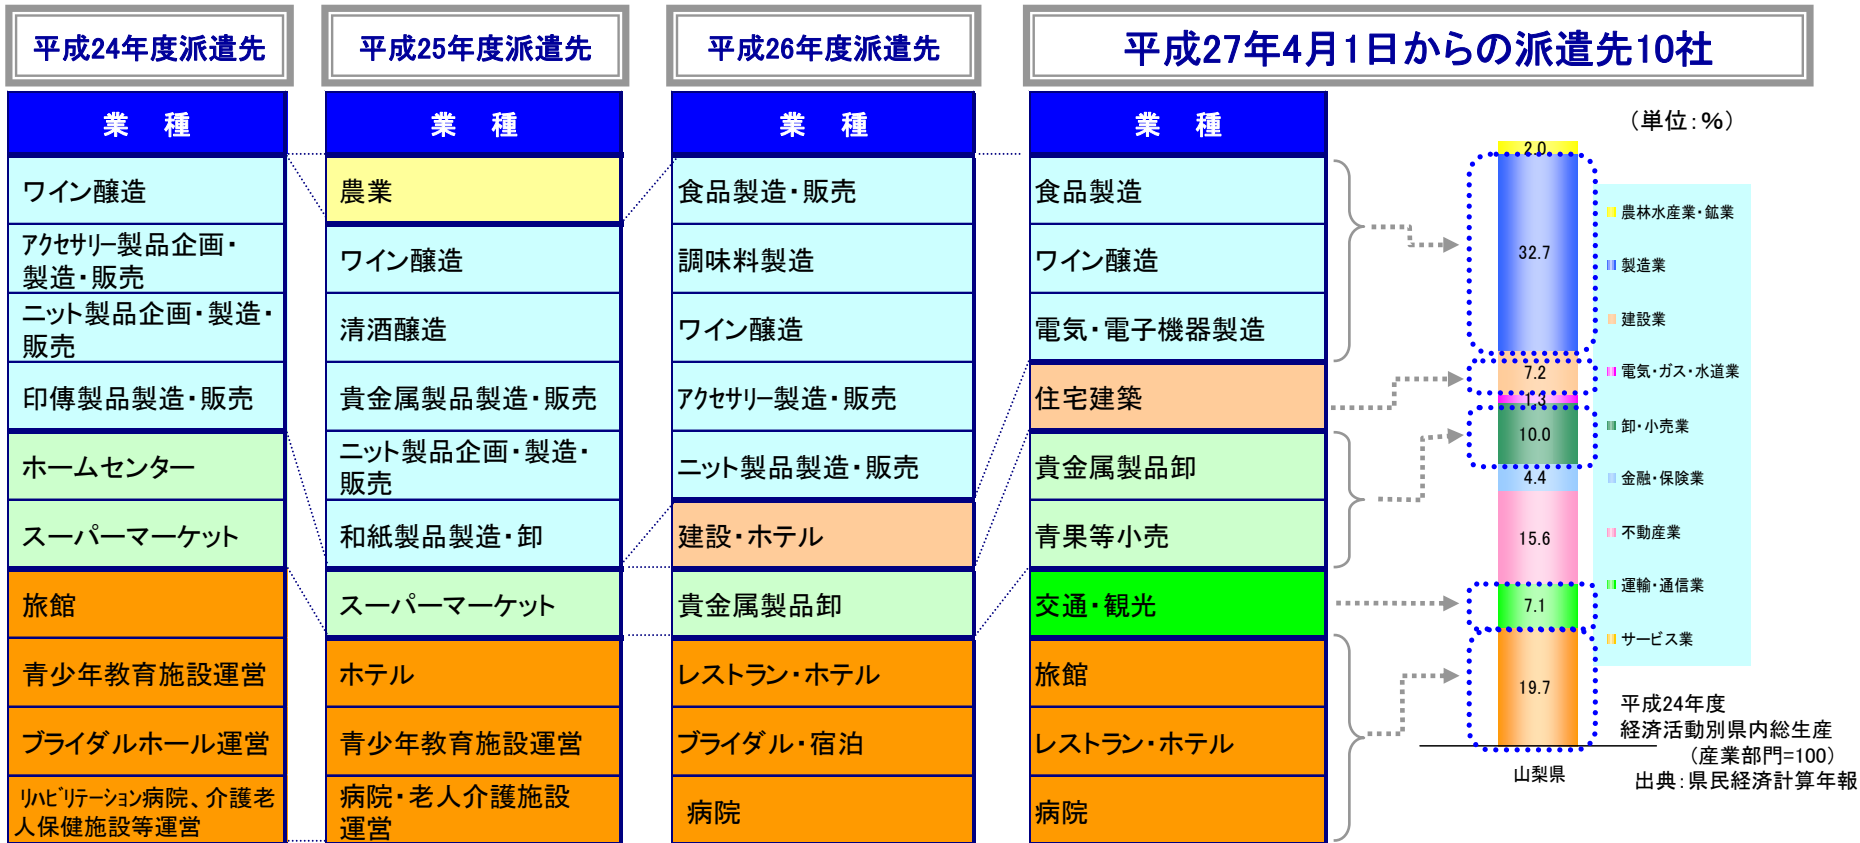 平成24年度派遣先
業 種
ワイン醸造
アクセサリー製品企画・
製造・販売
ニット製品企画・製造・
販売
印傳製品製造・販売
ホームセンター
スーパーマーケット
旅館
青少年教育施設運営
ブライダルホール運営
リハビリテーション病院、介護老
人保健施設等運営
平成25年度派遣先
業 種
農業
ワイン醸造
清酒醸造
貴金属製品製造・販売
ニット製品企画・製造・
販売
和紙製品製造・卸
スーパーマーケット
ホテル
青少年教育施設運営
病院・老人介護施設
運営
平成26年度派遣先
業 種
食品製造・販売
調味料製造
ワイン醸造
アクセサリー製造・販売
ニット製品製造・販売
建設・ホテル
貴金属製品卸
レストラン・ホテル
ブライダル・宿泊
病院
平成27年4月1日からの派遣先10社
業 種
食品製造
ワイン醸造
電気・電子機器製造
住宅建築
貴金属製品卸
青果等小売
交通・観光
旅館
レストラン・ホテル
病院
（単位：％）
2.0
32.7
7.2
1.3
10.0
4.4
15.6
7.1
19.7
山梨県
農林水産業・鉱業
製造業
建設業
電気・ガス・水道業
卸・小売業
金融・保険業
不動産業
運輸・通信業
サービス業
平成24年度
経済活動別県内総生産
（産業部門=100）
出典：県民経済計算年報